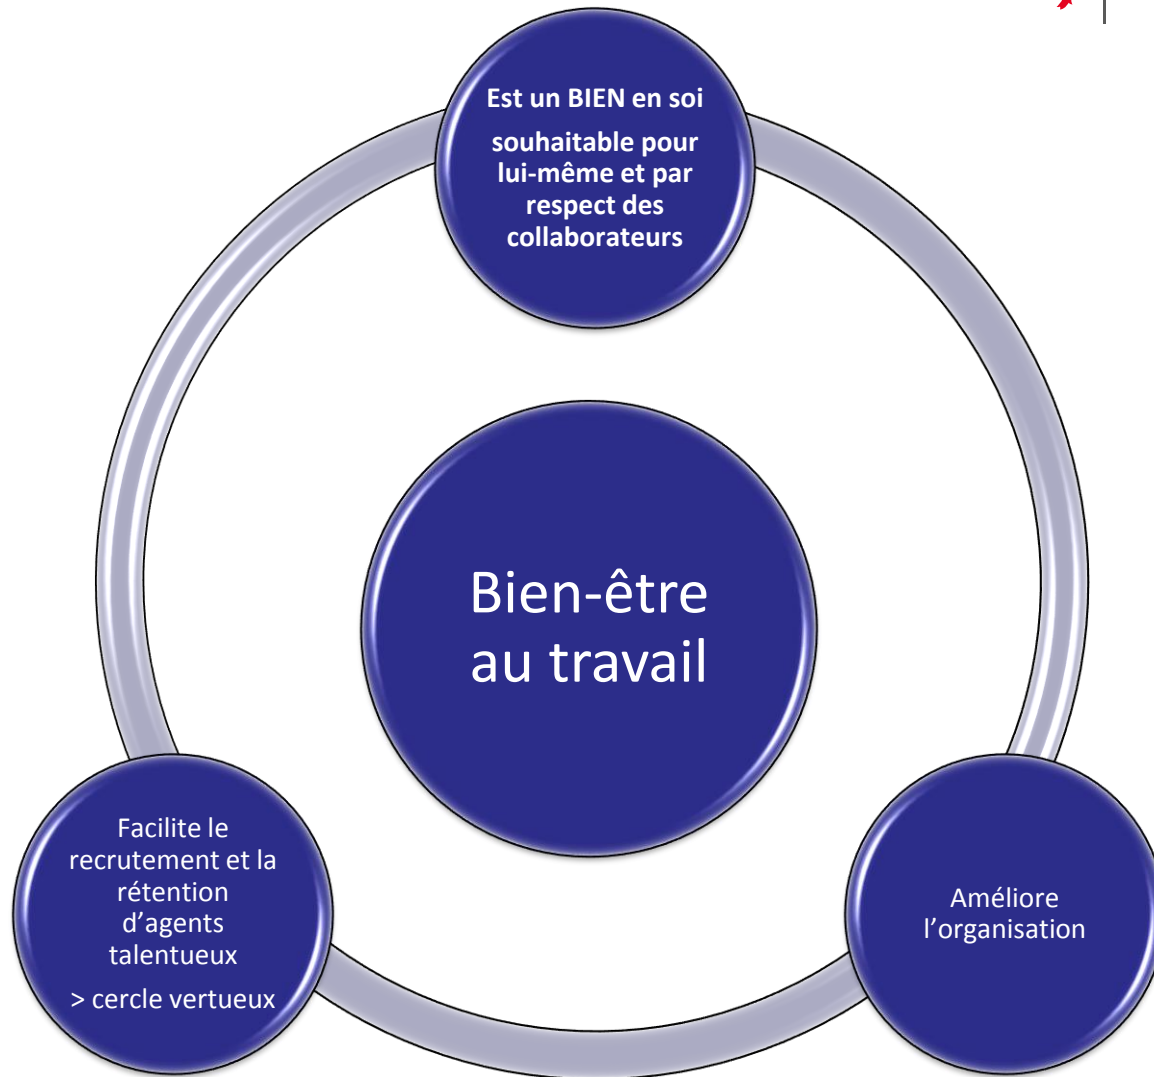 Est un BIEN en soi
souhaitable pour
lui-même et par
respect des
collaborateurs
Bien-être
au travail
Facilite le
recrutement et la
rétention
d’agents
talentueux
> cercle vertueux
Améliore
l’organisation